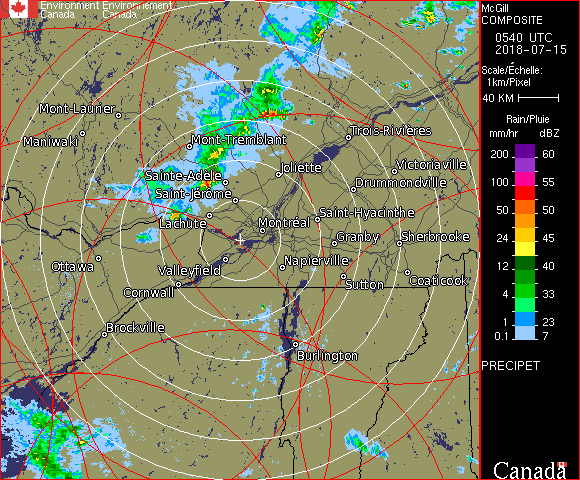 Environment Environnement
Canada Canada
McGill
COMPOSITE
0540 UTC
2018-07-15
Scale/Échelle:
1km/Pixel
40 KM
Rain/Pluie
mm/hr dBZ
200 60
100 55
50 50
24 45
12 40
4 33
1 23
0.1 7
PRECIPET
Canada
Mont-Laurier
Maniwaki
Mont-Tremblant
Trois-Rivières
Joliette
Victoriaville
Sainte-Adèle
Drummondville
Saint-Jérôme
Saint-Hyacinthe
Lachute
Montréal
Granby
Sherbrooke
Ottawa
Valleyfield
Napierville
Cornwall
Sutton
Coaticook
Brockville
Burlington